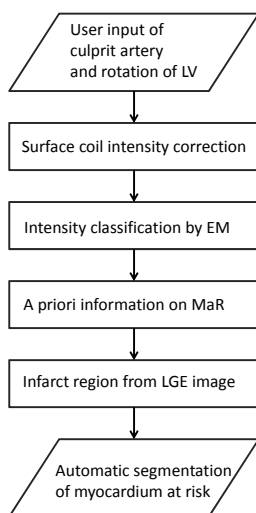 User input of
culprit artery
and rotation of LV
Surface coil intensity correction
Intensity classification by EM
A priori information on MaR
Infarct region from LGE image
Automatic segmentation
of myocardium at risk